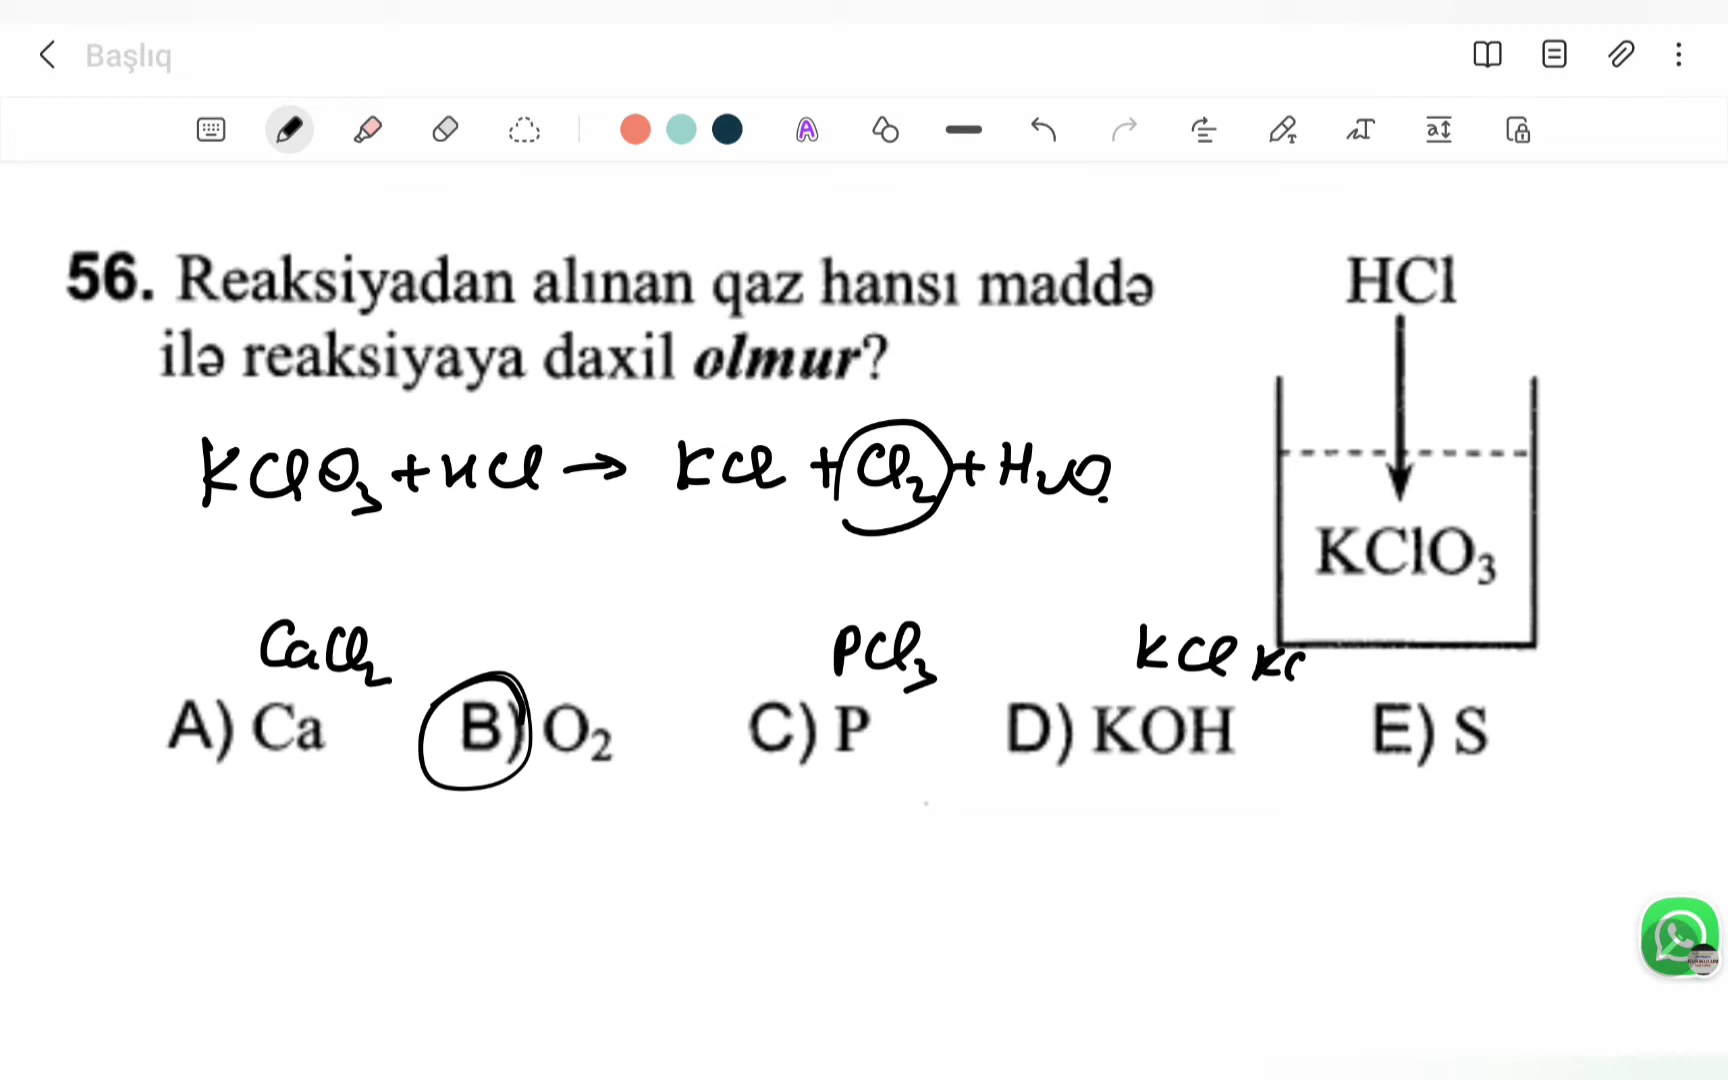 Başlıq
56. Reaksiyadan alınan qaz hansı maddə
ilə reaksiyaya daxil olmur?
HCl
KClO₃ + HCl → KCl + Cl₂ + H₂O
KClO₃
CaCl₂ PCl₃ KCl KC
A) Ca B) O₂ C) P D) KOH E) S